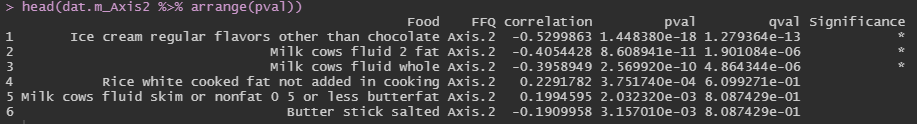 > head(dat.m_Axis2 %>% arrange(pval))
Food FFQ correlation pval qval Significance
1 Ice cream regular flavors other than chocolate Axis.2 -0.5299863 1.448380e-18 1.279364e-13 *
2 Milk cows fluid 2 fat Axis.2 -0.4054428 8.608941e-11 1.901084e-06 *
3 Milk cows fluid whole Axis.2 -0.3958949 2.569920e-10 4.864344e-06 *
4 Rice white cooked fat not added in cooking Axis.2 0.2291782 3.751740e-04 6.099271e-01
5 Milk cows fluid skim or nonfat 0 5 or less butterfat Axis.2 0.1994595 2.032320e-03 8.087429e-01
6 Butter stick salted Axis.2 -0.1909958 3.157010e-03 8.087429e-01